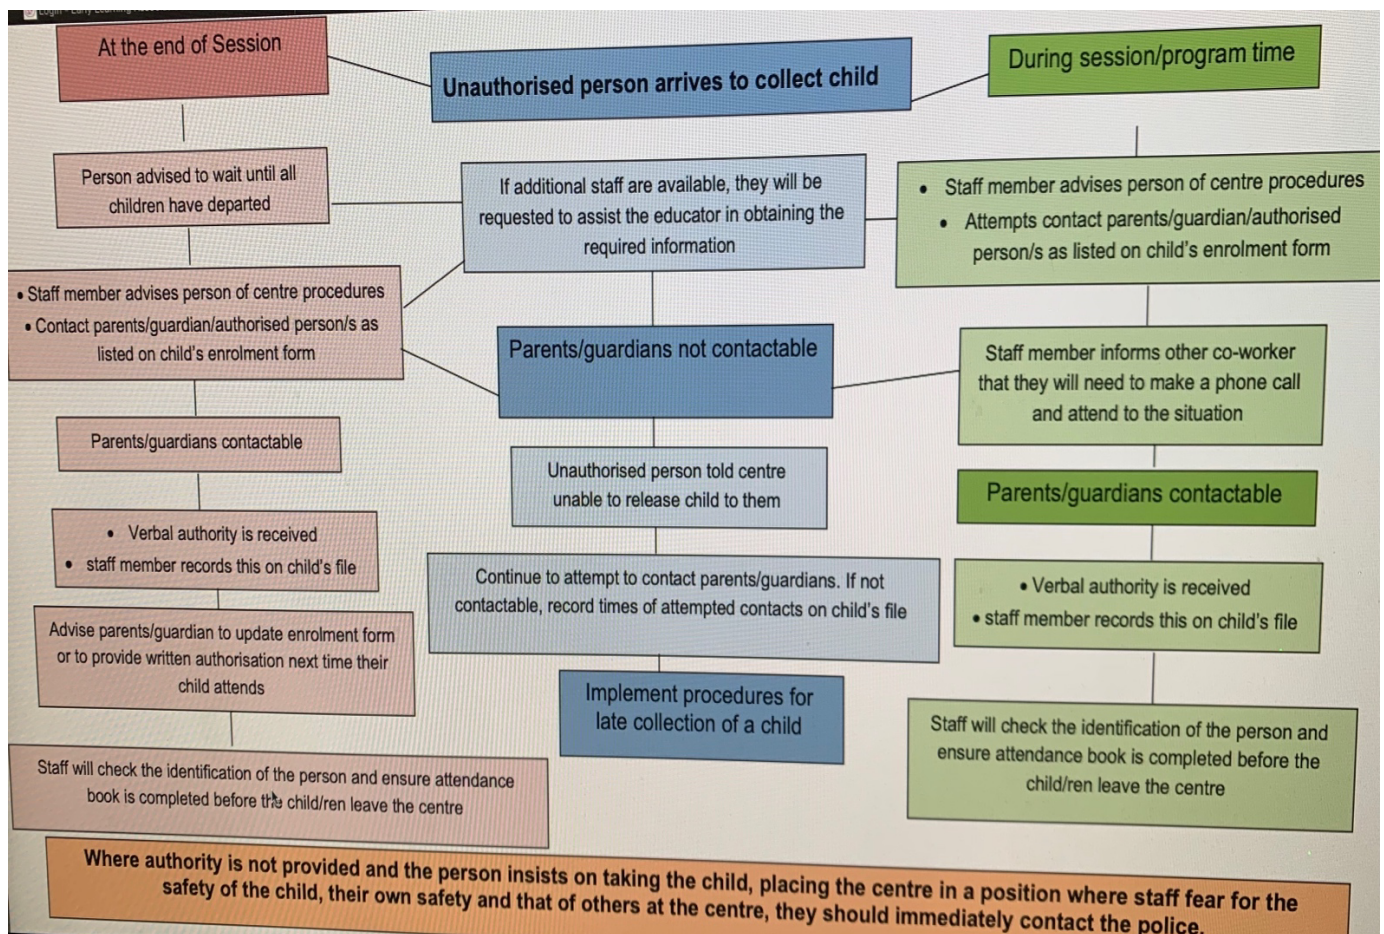 Login - Early Learning
At the end of Session
Unauthorised person arrives to collect child
During session/program time
Person advised to wait until all
children have departed
If additional staff are available, they will be
requested to assist the educator in obtaining the
required information
• Staff member advises person of centre procedures
• Attempts contact parents/guardian/authorised
person/s as listed on child's enrolment form
• Staff member advises person of centre procedures
• Contact parents/guardian/authorised person/s as
listed on child's enrolment form
Parents/guardians not contactable
Staff member informs other co-worker
that they will need to make a phone call
and attend to the situation
Parents/guardians contactable
Unauthorised person told centre
unable to release child to them
Parents/guardians contactable
• Verbal authority is received
• staff member records this on child's file
Continue to attempt to contact parents/guardians. If not
contactable, record times of attempted contacts on child's file
• Verbal authority is received
• staff member records this on child's file
Advise parents/guardian to update enrolment form
or to provide written authorisation next time their
child attends
Implement procedures for
late collection of a child
Staff will check the identification of the person and
ensure attendance book is completed before the
child/ren leave the centre
Staff will check the identification of the person and ensure attendance
book is completed before the child/ren leave the centre
Where authority is not provided and the person insists on taking the child, placing the centre in a position where staff fear for the
safety of the child, their own safety and that of others at the centre, they should immediately contact the police.